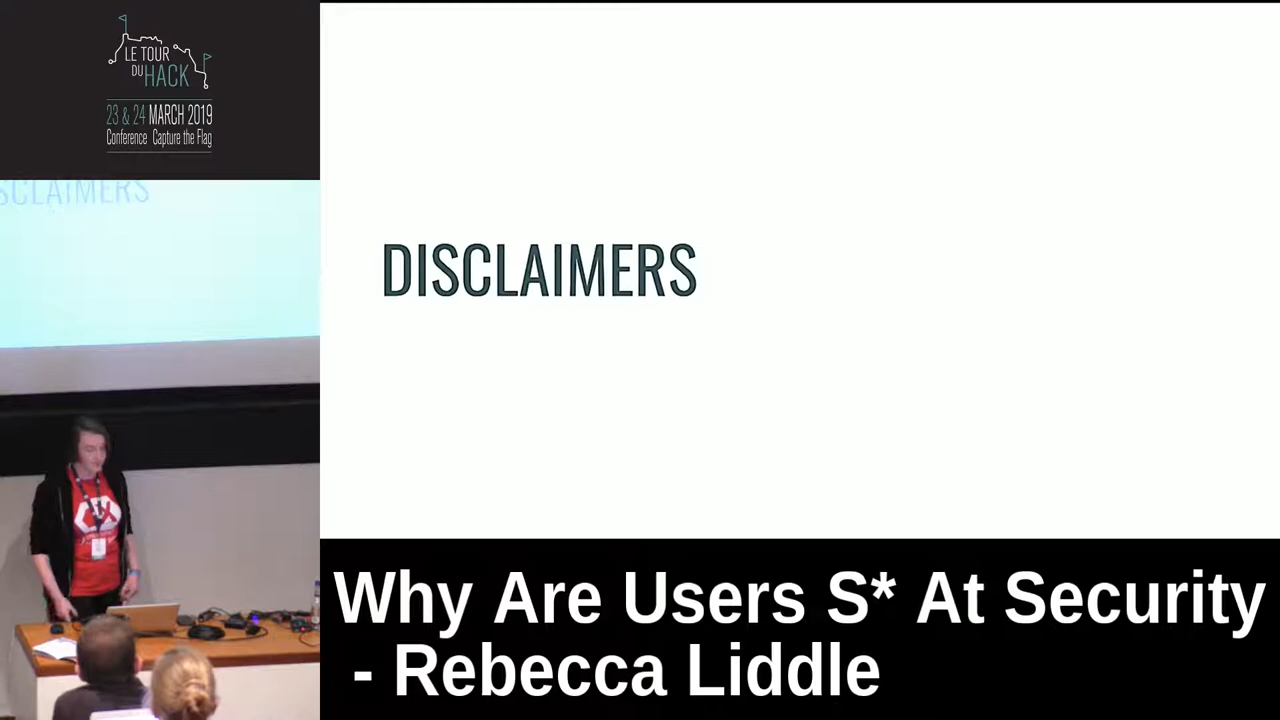 LE TOUR
DU HACK
23 & 24 MARCH 2019
Conference Capture the Flag
SCLAIMERS
DISCLAIMERS
Why Are Users S* At Security
- Rebecca Liddle